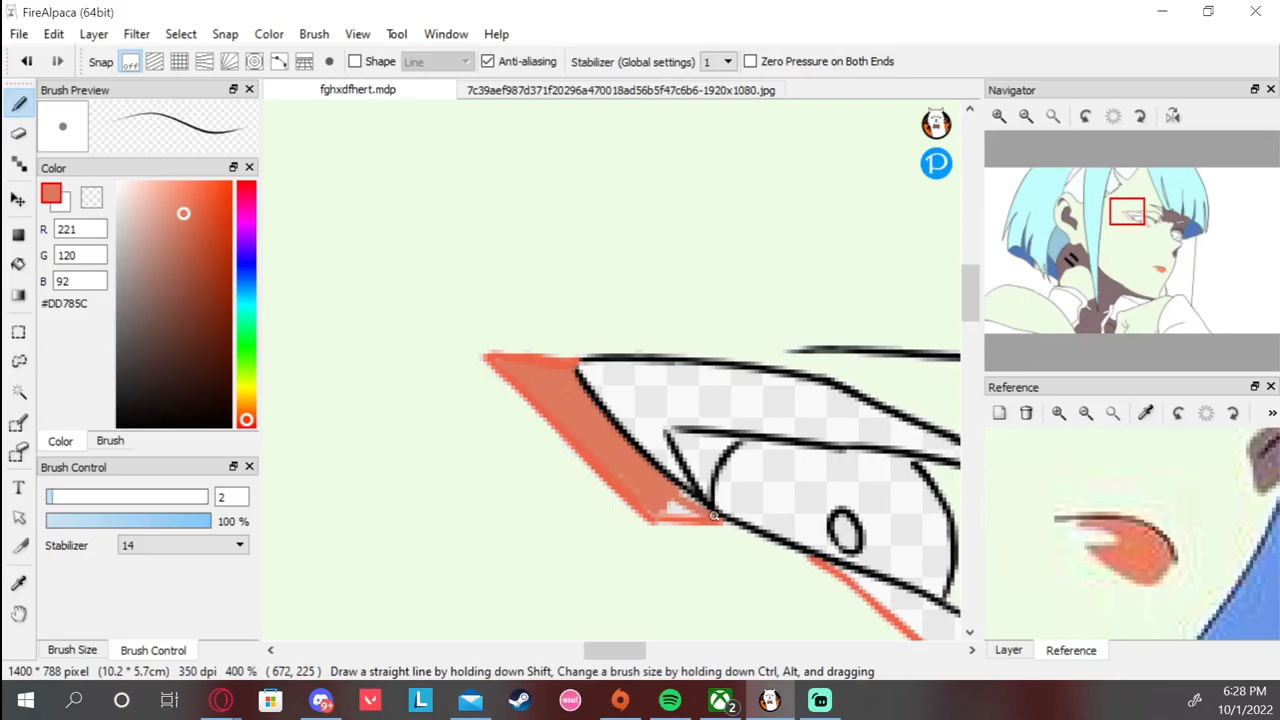 FireAlpaca (64bit)
File Edit Layer Filter Select Snap Color Brush View Tool Window Help
Snap off Shape Line Anti-aliasing Stabilizer (Global settings) 1 Zero Pressure on Both Ends
Brush Preview
fghxdfhert.mdp 7c39aef987d371f20296a470018ad56b5f47c6b6-1920x1080.jpg
Navigator
Color
R 221
G 120
B 92
#DD785C
Color Brush
Brush Control
2
100 %
Stabilizer 14
Brush Size Brush Control
Reference
Layer Reference
1400 * 788 pixel (10.2 * 5.7cm) 350 dpi 400 % (672, 225) Draw a straight line by holding down Shift, Change a brush size by holding down Ctrl, Alt, and dragging
9+
L
osu!
2
6:28 PM
10/1/2022